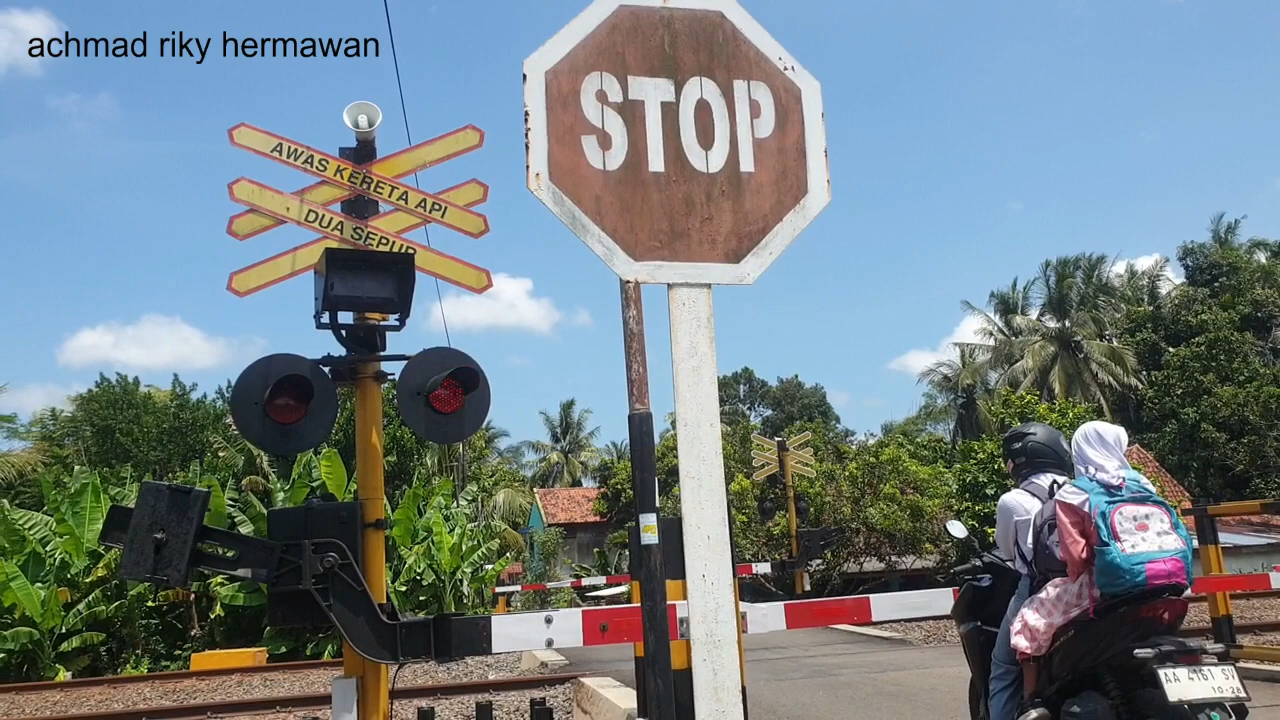 achmad riky hermawan
STOP
AWAS KERETA API
DUA SEPUR
AA 4161 SV
10-28